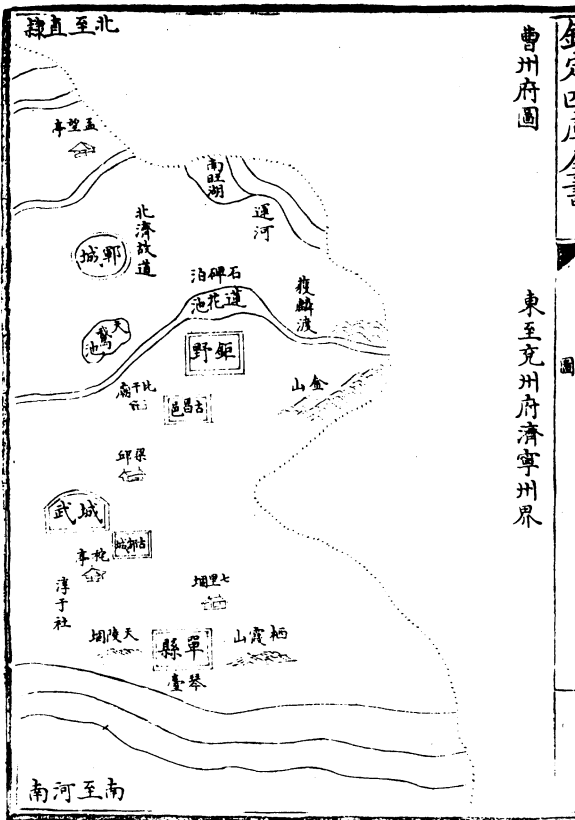 欽定四庫全書
圖
曹州府圖
東至兖州府濟寧州界
北至直隸
孟望亭
南旺湖
運河
北濟故道
鄆城
石碑泊
蓮花池
獲麟渡
天鵞池
鉅野
金山
比干廟
古昌邑
梁邱
城武
古郜城
淳于社
七里堌
天陵堌
單縣
栖霞山
琴臺
南至河南